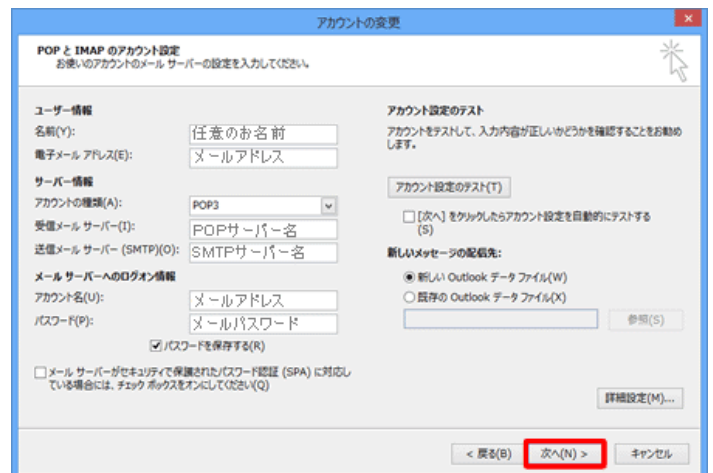 アカウントの変更
POP と IMAP のアカウント設定
お使いのアカウントのメール サーバーの設定を入力してください。
ユーザー情報
名前(Y):
任意のお名前
電子メール アドレス(E):
メールアドレス
サーバー情報
アカウントの種類(A):
POP3
受信メール サーバー(I):
POPサーバー名
送信メール サーバー (SMTP)(O):
SMTPサーバー名
メール サーバーへのログオン情報
アカウント名(U):
メールアドレス
パスワード(P):
メールパスワード
パスワードを保存する(R)
メール サーバーがセキュリティで保護されたパスワード認証 (SPA) に対応し
ている場合には、チェック ボックスをオンにしてください(Q)
アカウント設定のテスト
アカウントをテストして、入力内容が正しいかどうかを確認することをお勧め
します。
アカウント設定のテスト(T)
[次へ] をクリックしたらアカウント設定を自動的にテストする
(S)
新しいメッセージの配信先:
新しい Outlook データ ファイル(W)
既存の Outlook データ ファイル(X)
参照(S)
詳細設定(M)...
< 戻る(B)
次へ(N) >
キャンセル